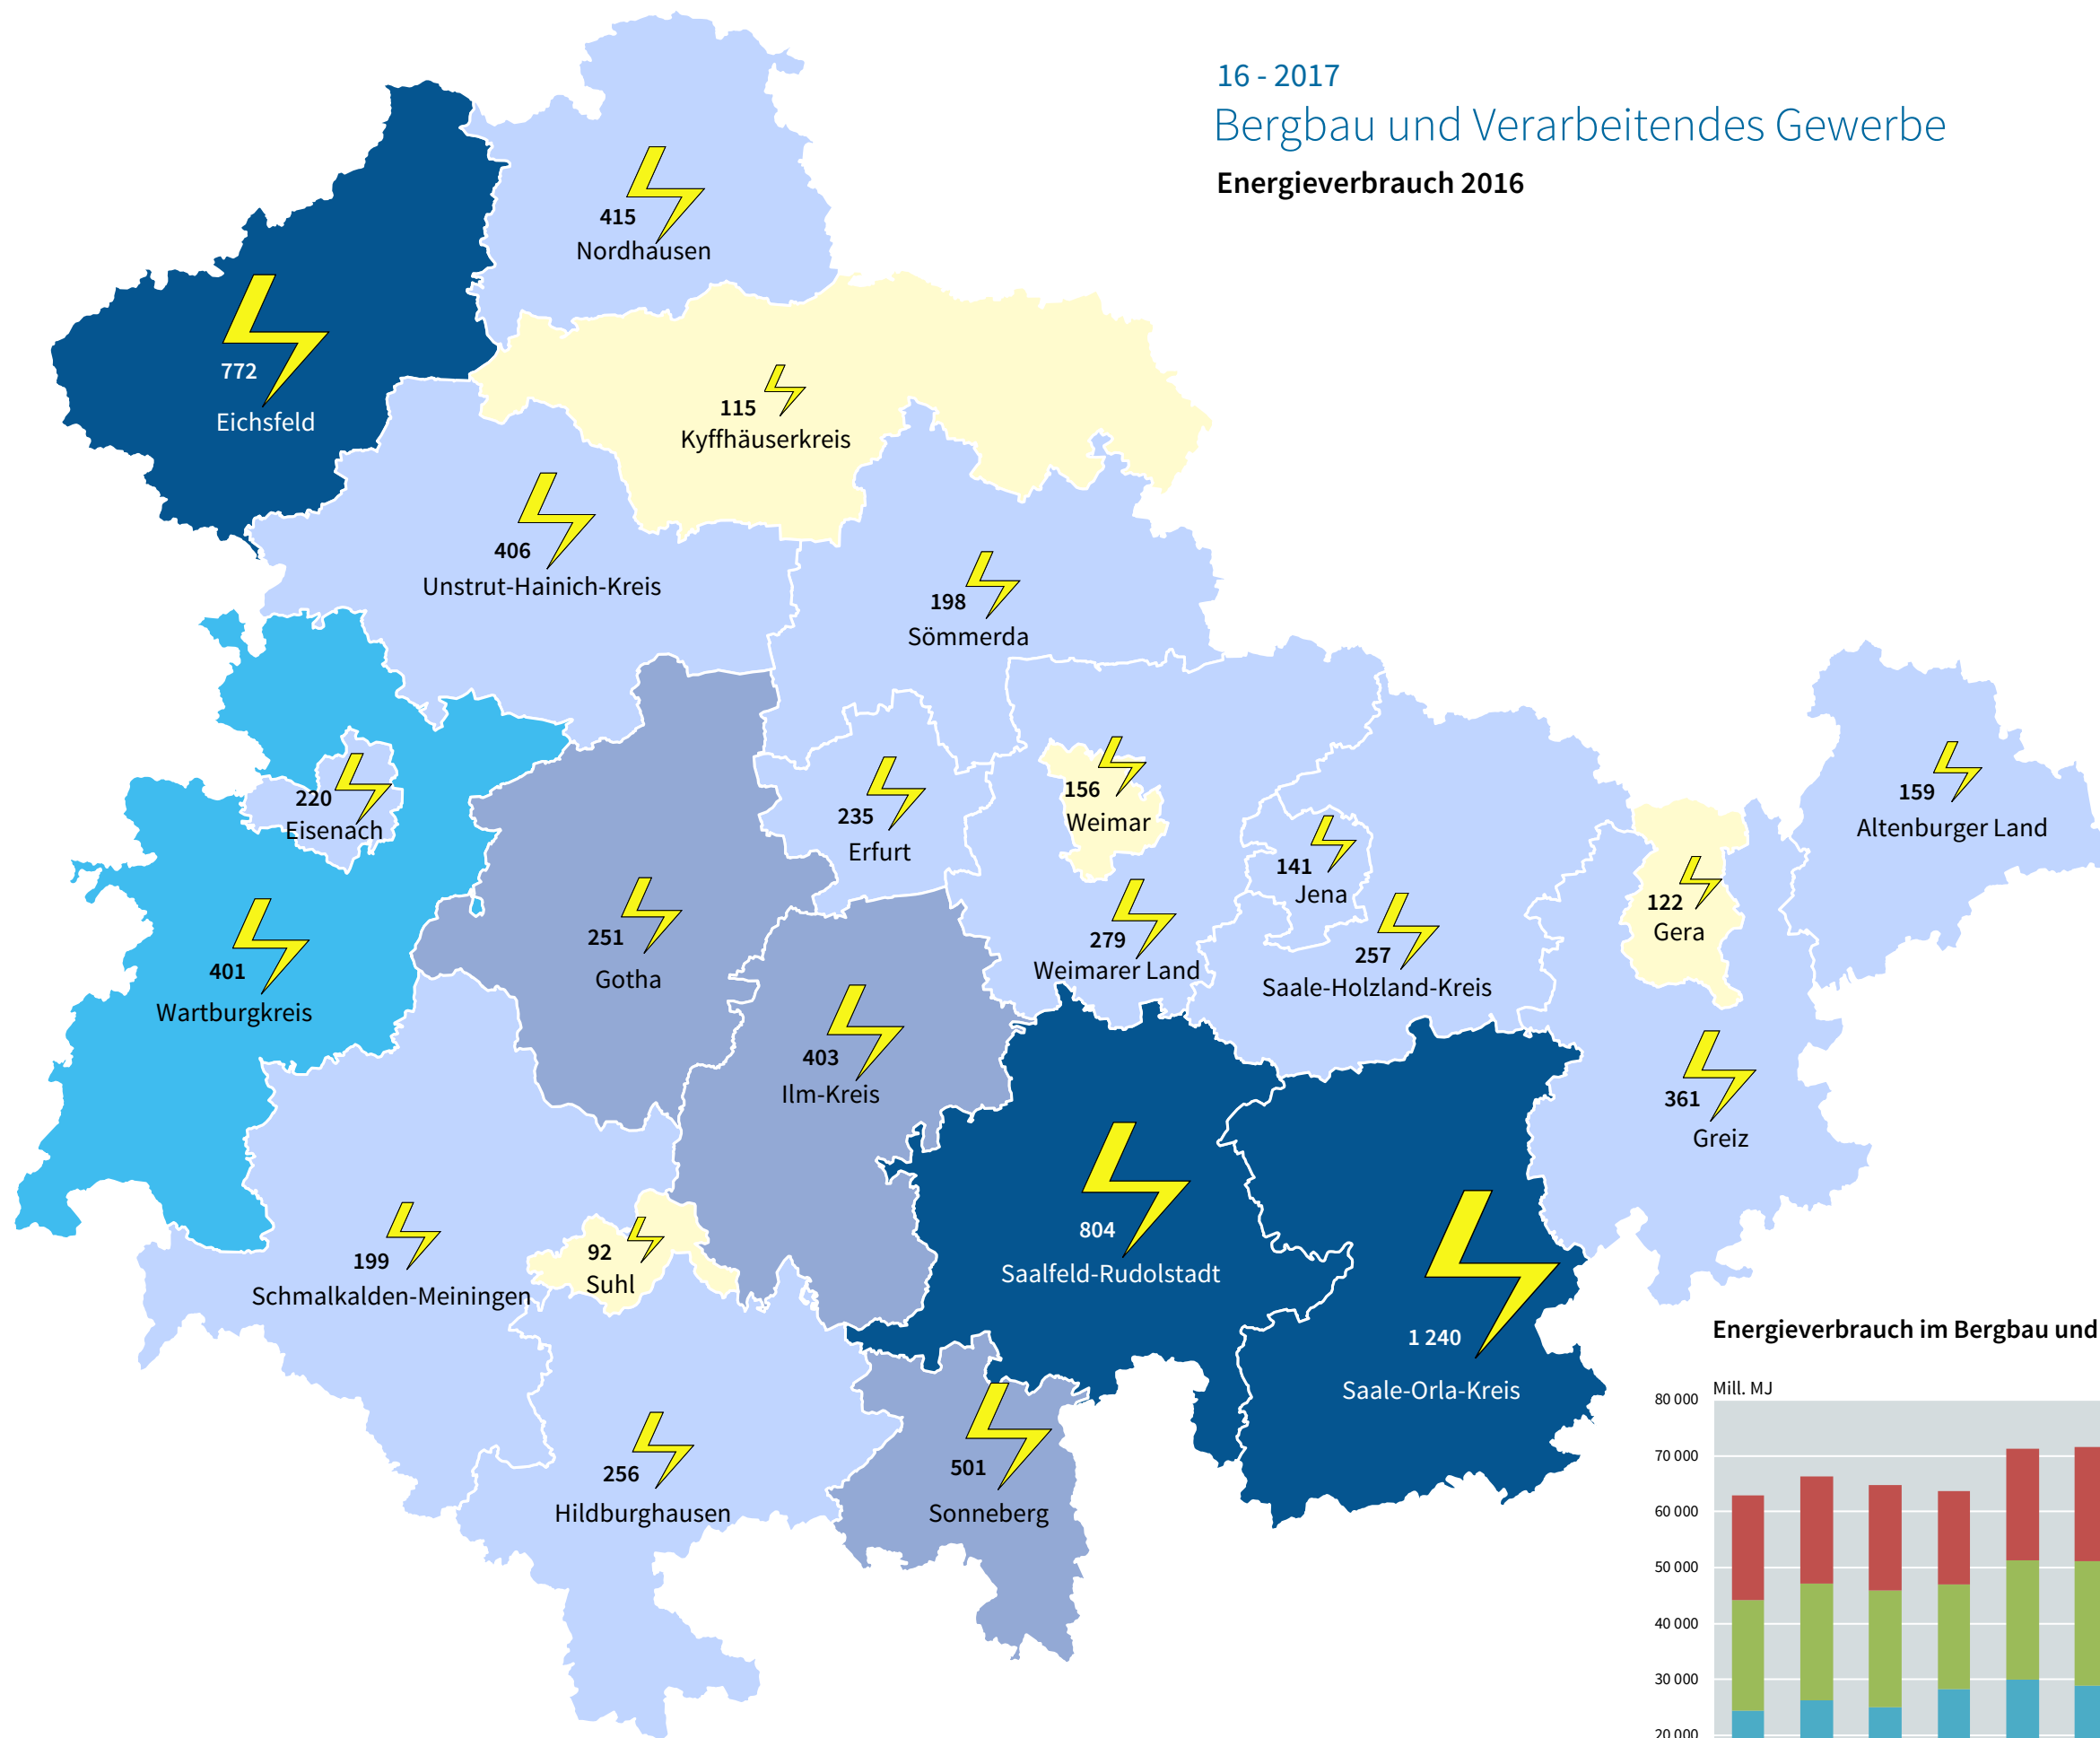 16 - 2017
Bergbau und Verarbeitendes Gewerbe
Energieverbrauch 2016
415
Nordhausen
772
Eichsfeld
115
Kyffhäuserkreis
406
Unstrut-Hainich-Kreis
198
Sömmerda
220
Eisenach
235
Erfurt
156
Weimar
159
Altenburger Land
141
Jena
122
Gera
251
Gotha
279
Weimarer Land
257
Saale-Holzland-Kreis
401
Wartburgkreis
403
Ilm-Kreis
361
Greiz
804
Saalfeld-Rudolstadt
199
Schmalkalden-Meiningen
92
Suhl
1 240
Saale-Orla-Kreis
256
Hildburghausen
501
Sonneberg
Energieverbrauch im Bergbau und
Mill. MJ
80 000
70 000
60 000
50 000
40 000
30 000
20 000